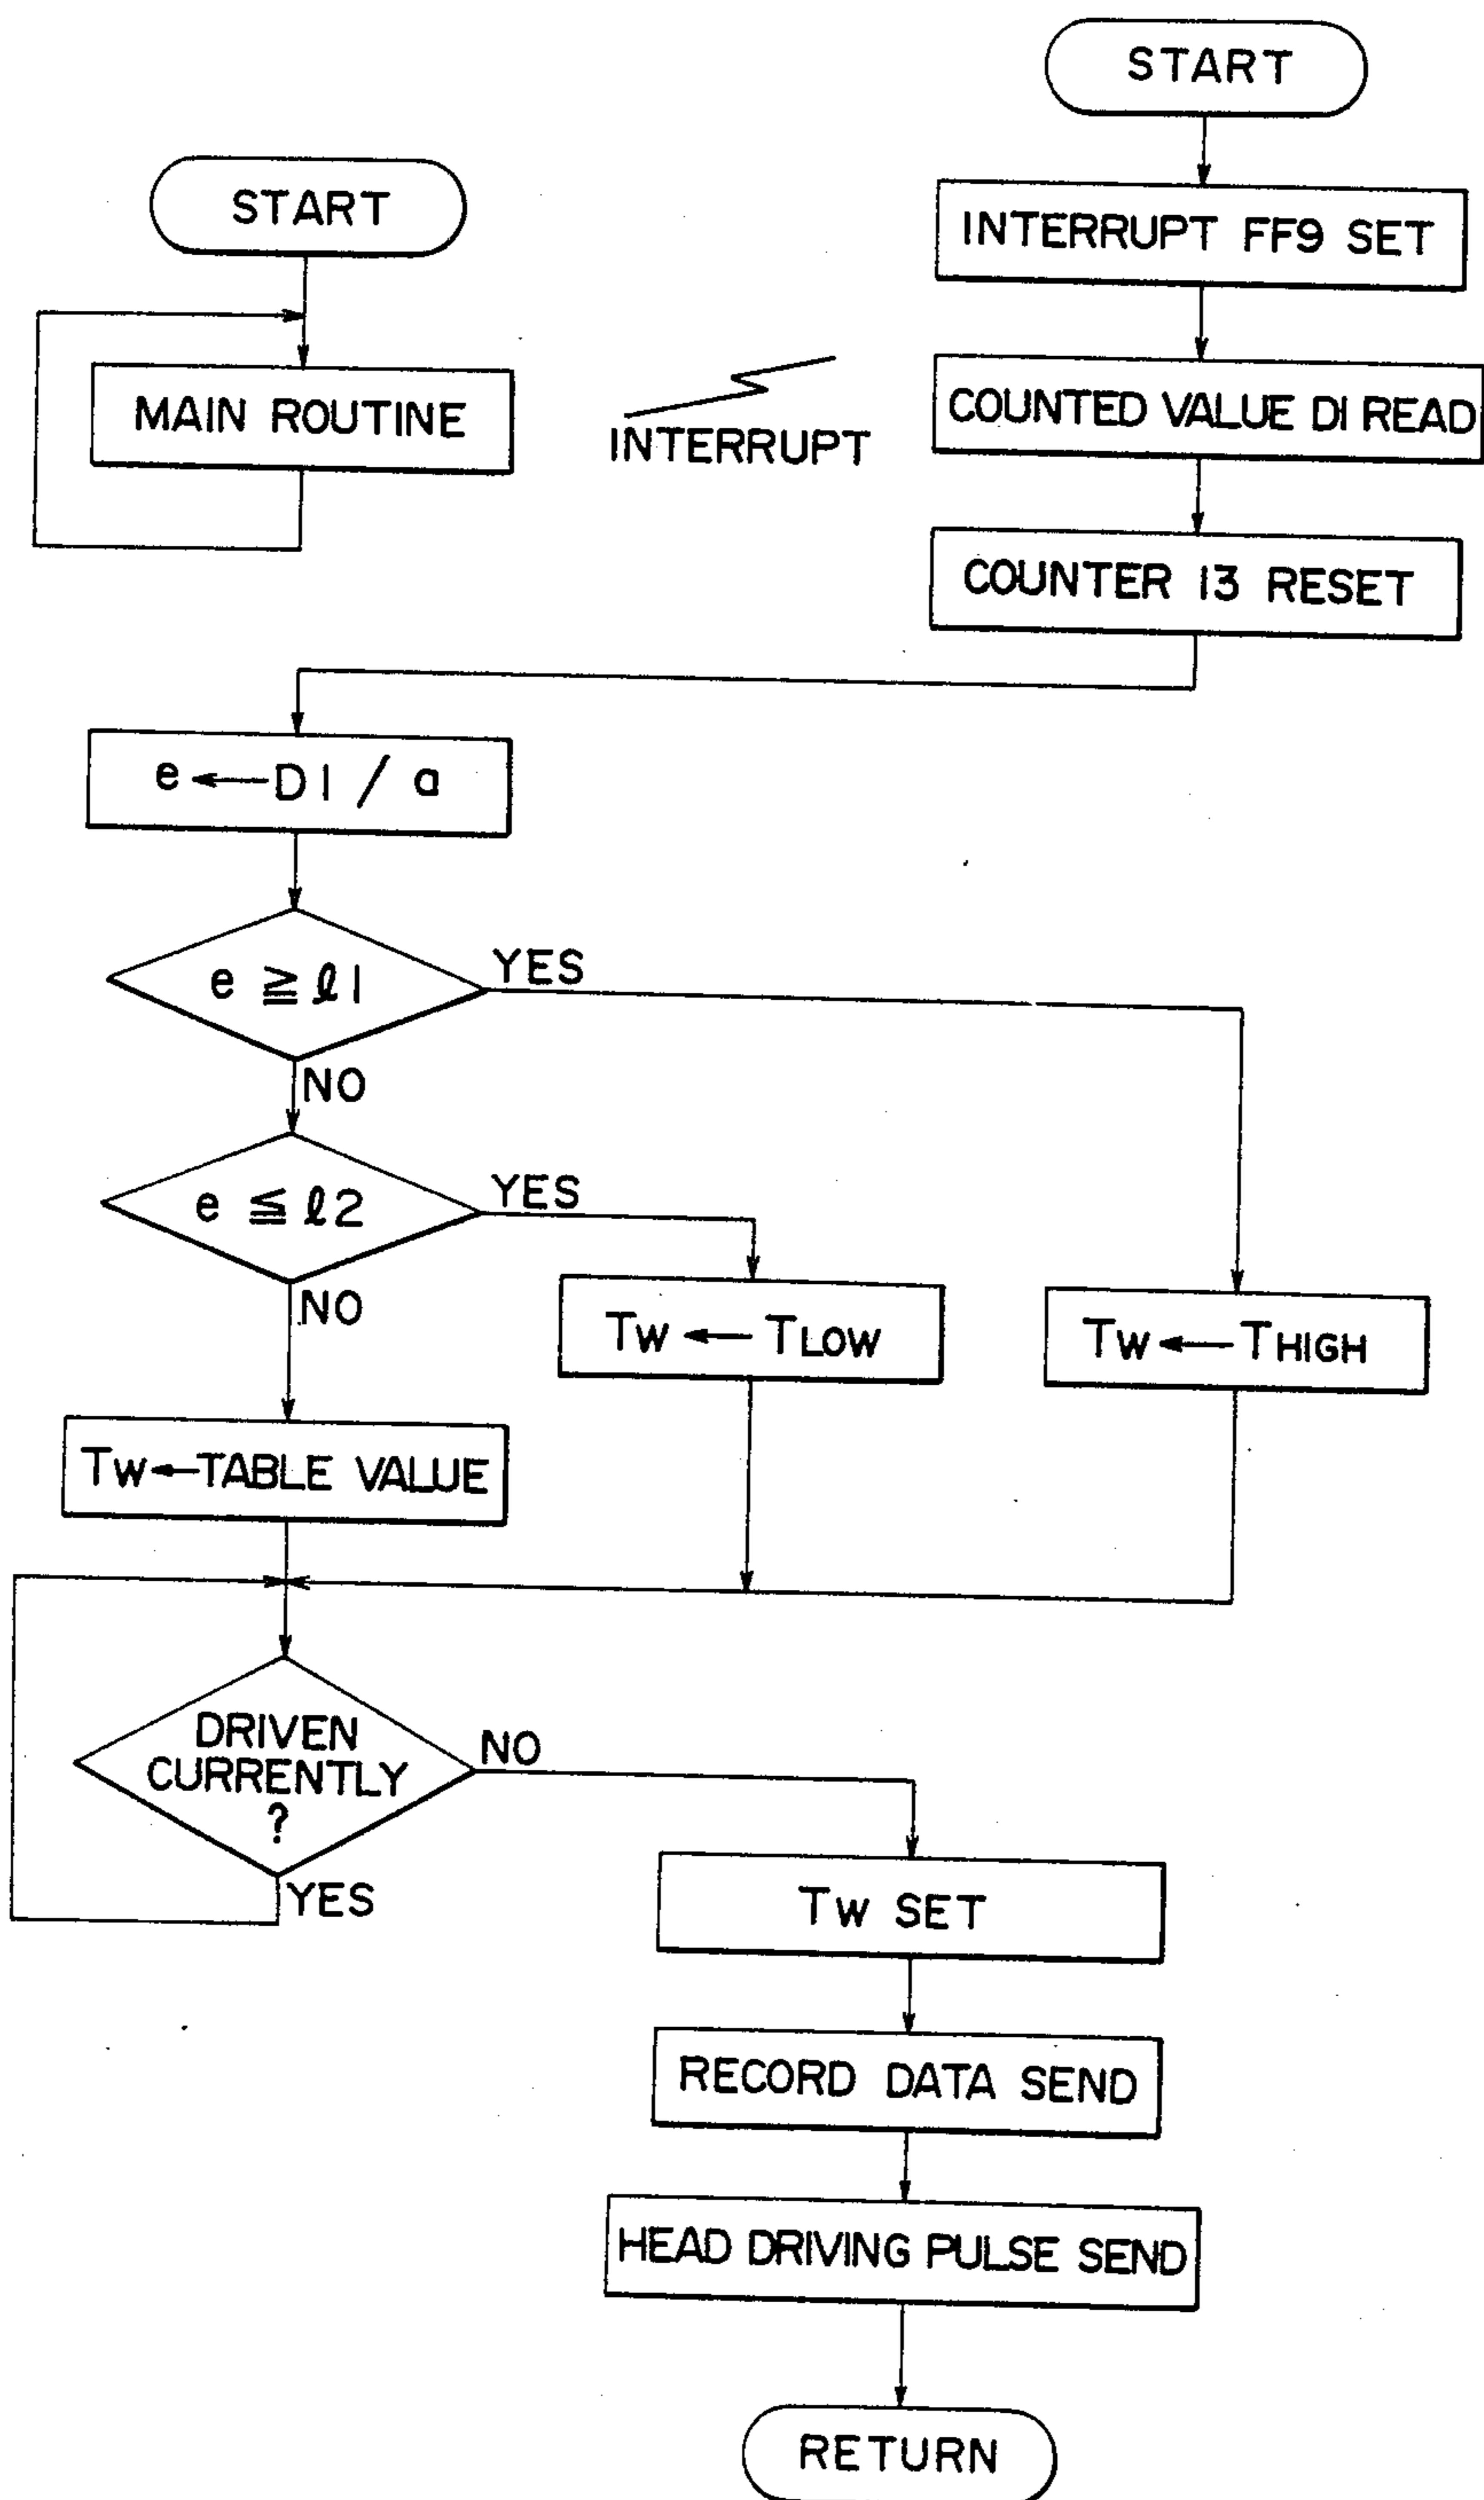 START
INTERRUPT FF9 SET
COUNTED VALUE D1 READ
COUNTER 13 RESET
START
MAIN ROUTINE
INTERRUPT
e ← D1 / a
e ≧ ℓ1
YES
NO
e ≦ ℓ2
YES
NO
Tw ← TLOW
Tw ← THIGH
Tw ← TABLE VALUE
DRIVEN
CURRENTLY
?
NO
YES
Tw SET
RECORD DATA SEND
HEAD DRIVING PULSE SEND
RETURN